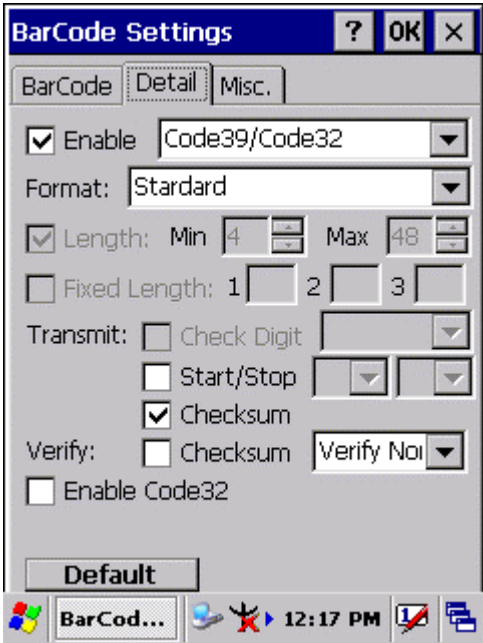 BarCode Settings ? OK ×
BarCode Detail Misc.
Enable Code39/Code32
Format: Stardard
Length: Min 4 Max 48
Fixed Length: 1 2 3
Transmit: Check Digit
Start/Stop
Checksum
Verify: Checksum Verify Nor
Enable Code32
Default
BarCod... 12:17 PM